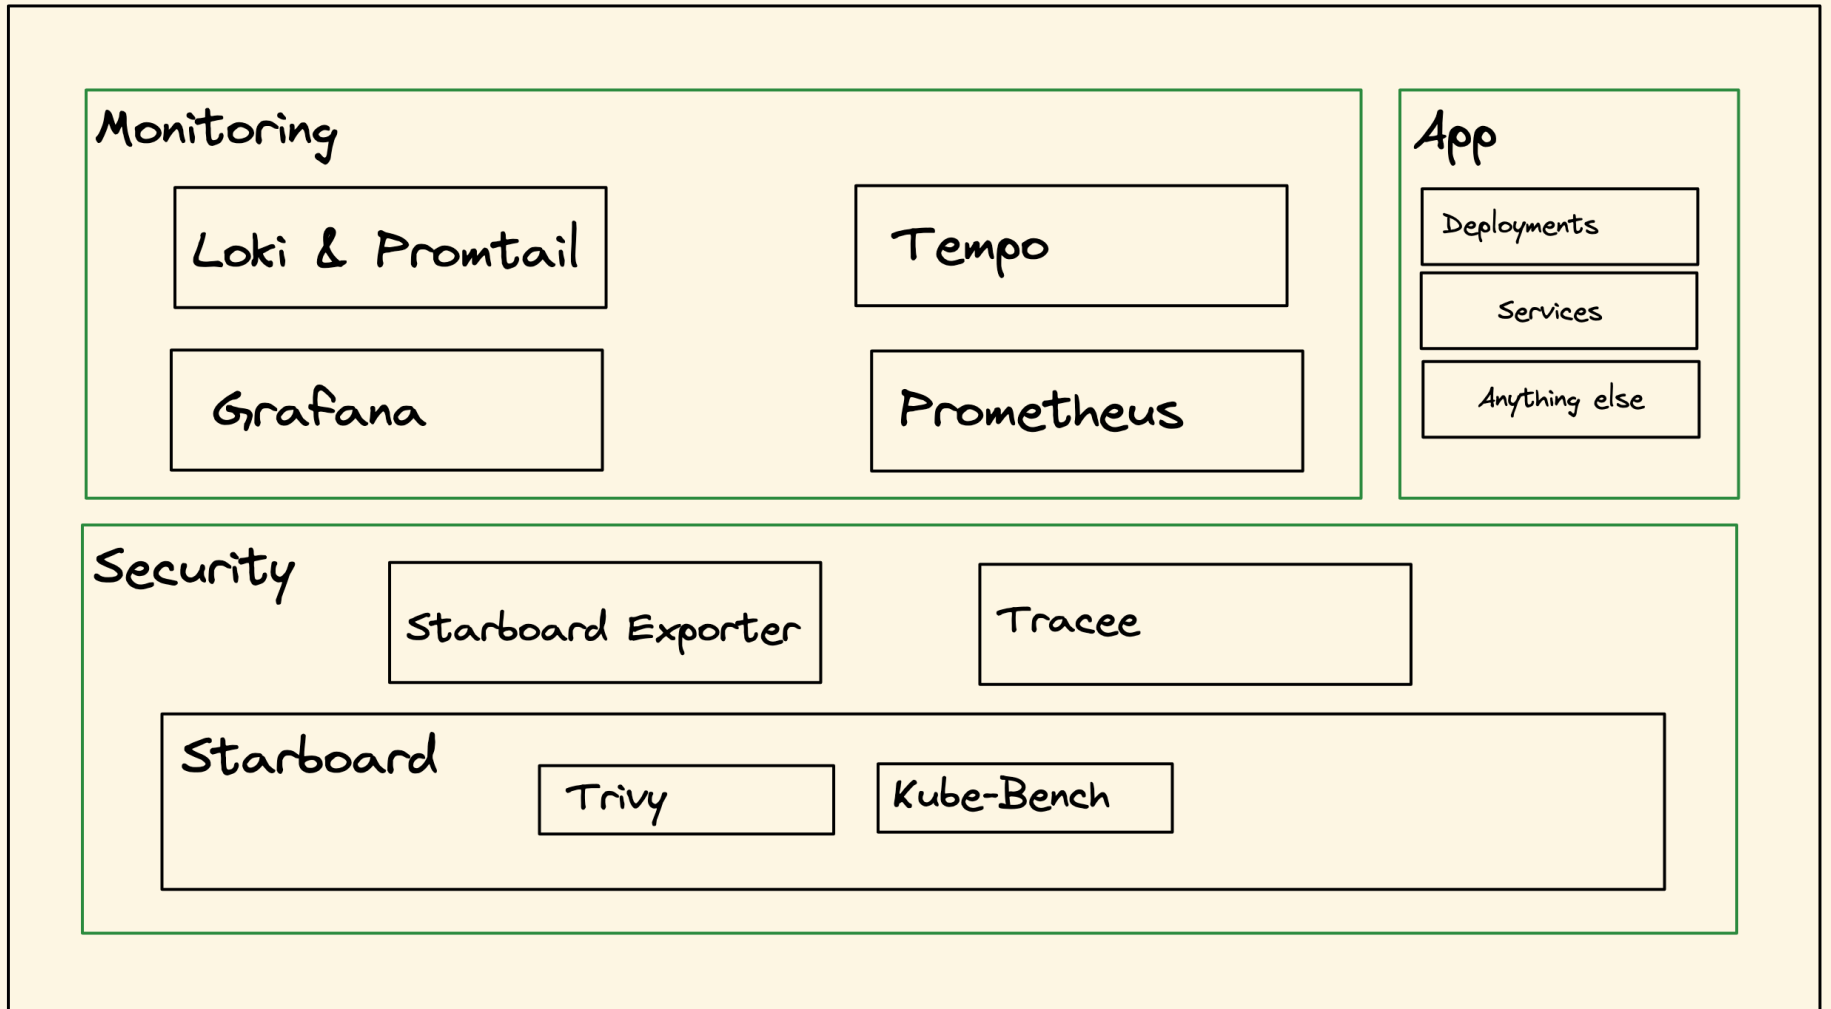 Monitoring
Loki & Promtail
Tempo
Grafana
Prometheus
App
Deployments
Services
Anything else
Security
Starboard Exporter
Tracee
Starboard
Trivy
Kube-Bench